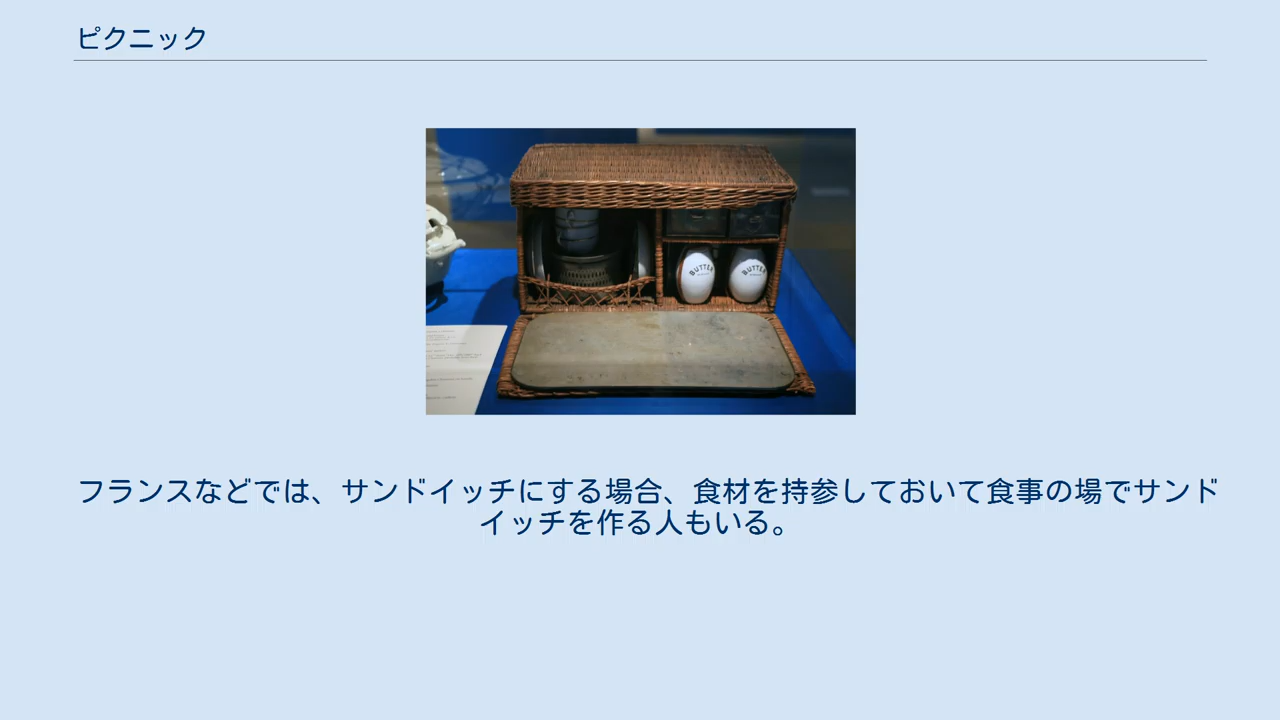 ピクニック
BUTTER
BUTTER
フランスなどでは、サンドイッチにする場合、食材を持参しておいて食事の場でサンド
イッチを作る人もいる。